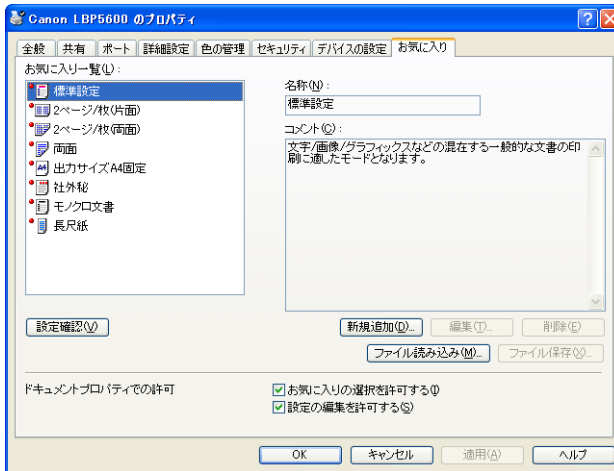 Canon LBP5600 のプロパティ
全般 共有 ポート 詳細設定 色の管理 セキュリティ デバイスの設定 お気に入り
お気に入り一覧(L):
標準設定
2ページ/枚(片面)
2ページ/枚(両面)
両面
出力サイズA4固定
社外秘
モノクロ文書
長尺紙
名称(N):
標準設定
コメント(C):
文字/画像/グラフィックスなどの混在する一般的な文書の印
刷に適したモードとなります。
設定確認(V)
新規追加(D)... 編集(T)... 削除(E)
ファイル読み込み(M)... ファイル保存(X)...
ドキュメントプロパティでの許可
お気に入りの選択を許可する(I)
設定の編集を許可する(S)
OK キャンセル 適用(A) ヘルプ